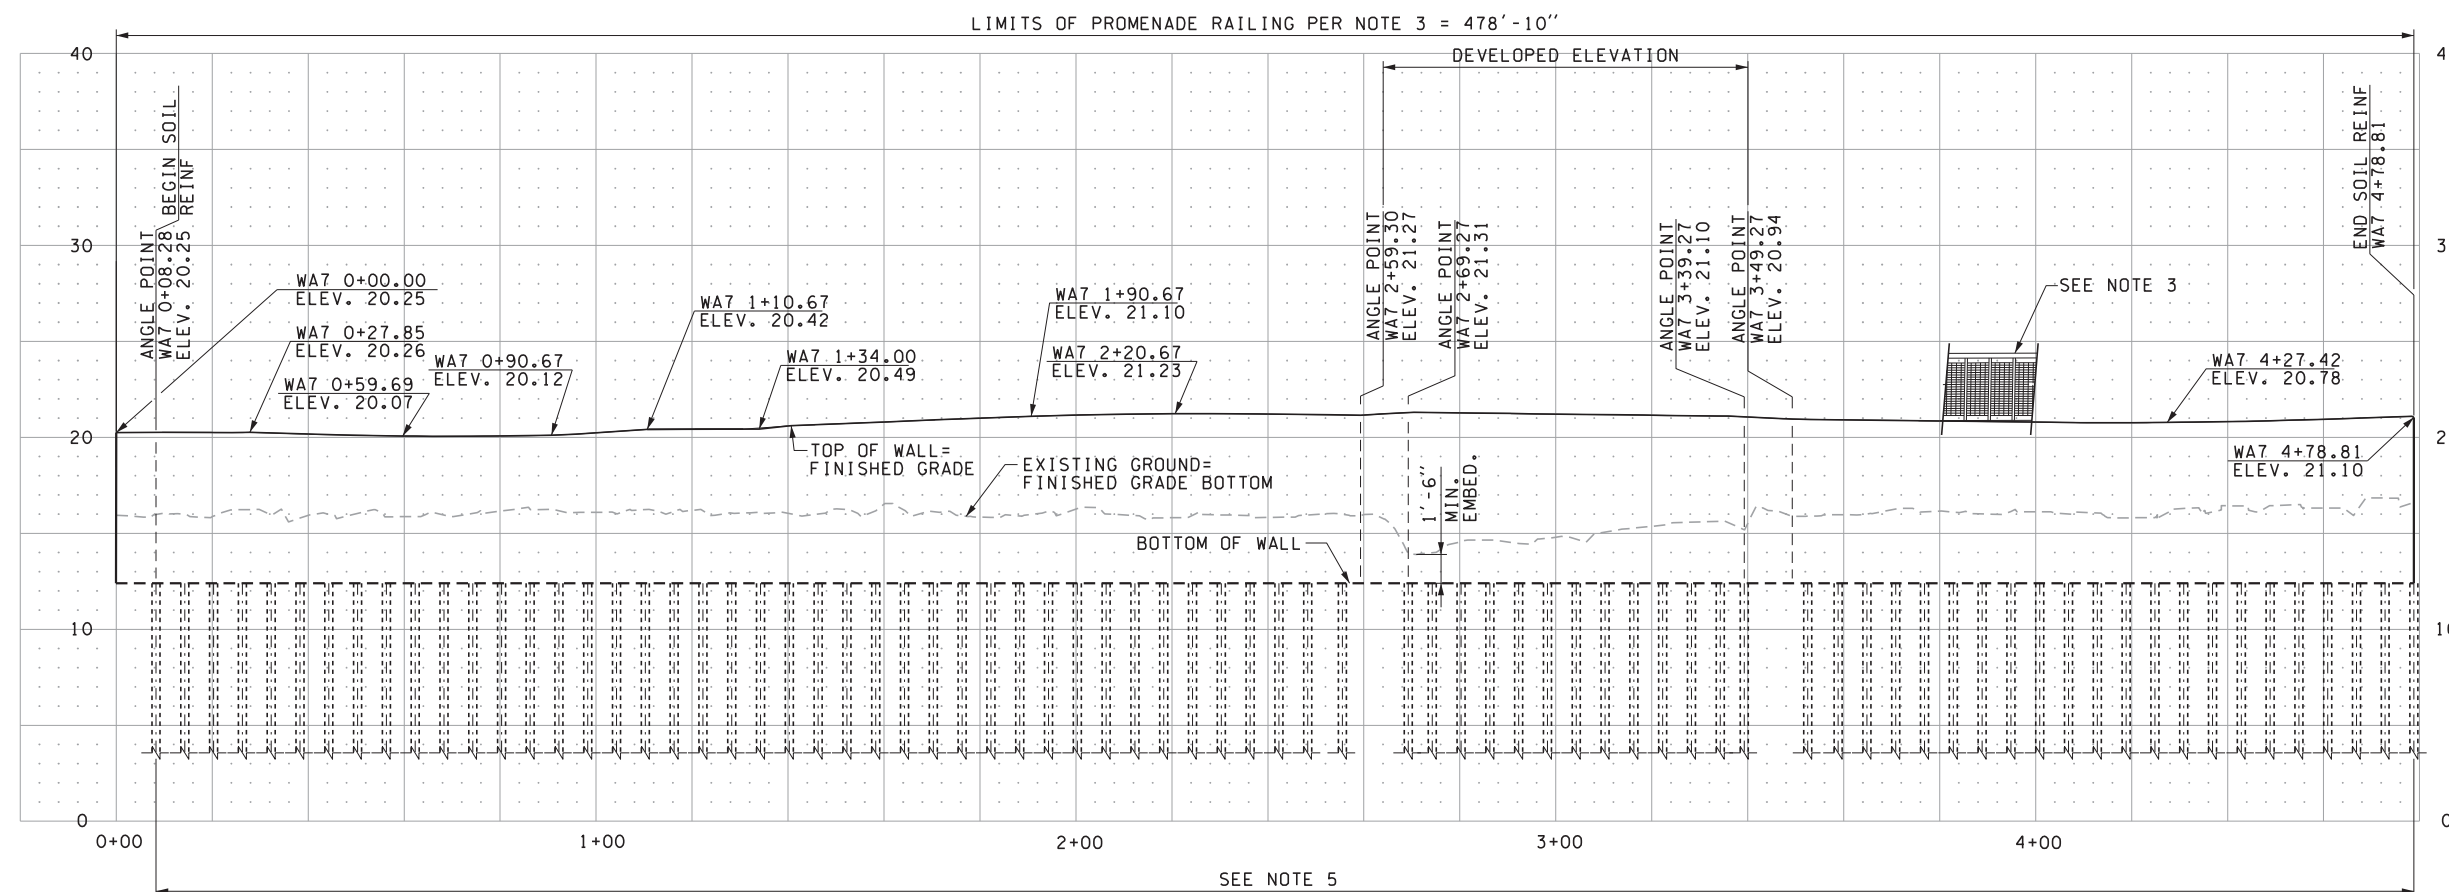 LIMITS OF PROMENADE RAILING PER NOTE 3 = 478'-10"
DEVELOPED ELEVATION
40
30
20
10
0
4
3
2
10
0
ANGLE POINT
WA7 0+08.28
ELEV. 20.25
BEGIN SOIL
REINF
WA7 0+00.00
ELEV. 20.25
WA7 0+27.85
ELEV. 20.26
WA7 0+59.69
ELEV. 20.07
WA7 0+90.67
ELEV. 20.12
WA7 1+10.67
ELEV. 20.42
WA7 1+34.00
ELEV. 20.49
TOP OF WALL=
FINISHED GRADE
EXISTING GROUND=
FINISHED GRADE BOTTOM
WA7 1+90.67
ELEV. 21.10
WA7 2+20.67
ELEV. 21.23
BOTTOM OF WALL
ANGLE POINT
WA7 2+59.30
ELEV. 21.27
ANGLE POINT
WA7 2+69.27
ELEV. 21.31
1'-6"
MIN.
EMBED.
ANGLE POINT
WA7 3+39.27
ELEV. 21.10
ANGLE POINT
WA7 3+49.27
ELEV. 20.94
SEE NOTE 3
WA7 4+27.42
ELEV. 20.78
END SOIL REINF
WA7 4+78.81
WA7 4+78.81
ELEV. 21.10
0+00
1+00
2+00
3+00
4+00
SEE NOTE 5